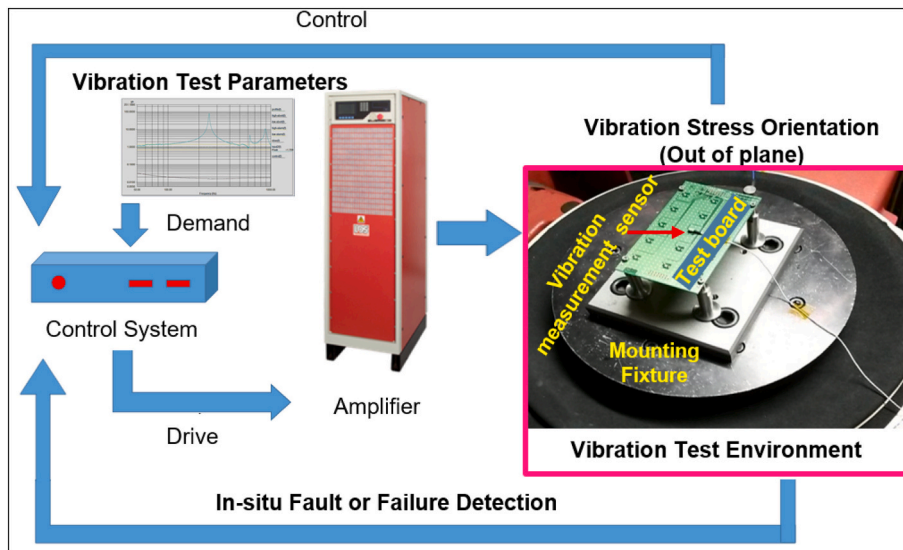 Control
Vibration Test Parameters
Vibration Stress Orientation
(Out of plane)
Demand
Vibration
measurement sensor
Test board
Control System
Mounting
Fixture
Amplifier
Drive
Vibration Test Environment
In-situ Fault or Failure Detection